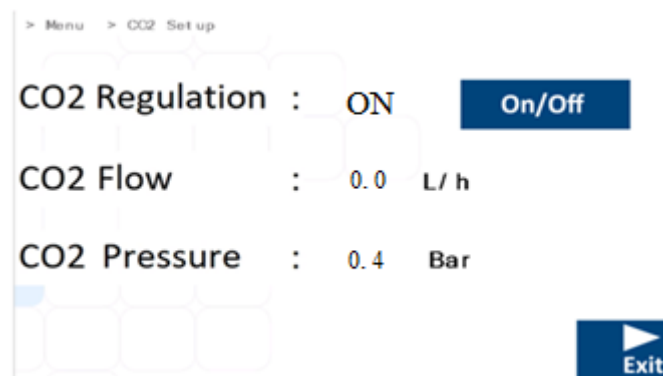 > Menu > CO2 Set up
CO2 Regulation : ON On/Off
CO2 Flow : 0.0 L/h
CO2 Pressure : 0.4 Bar
Exit